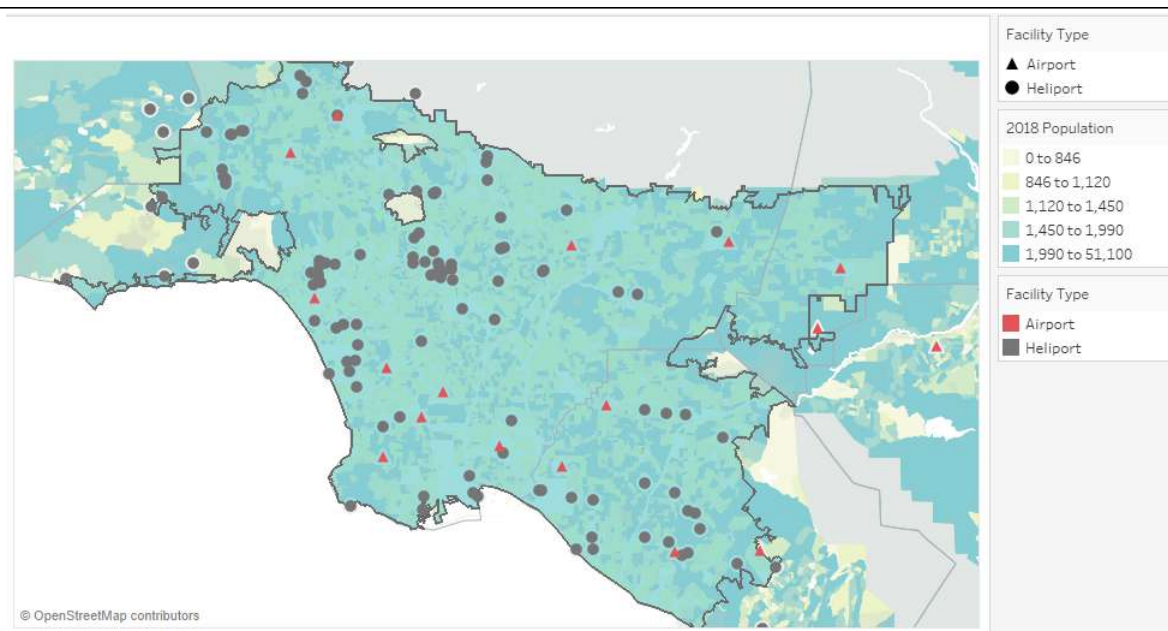 Facility Type
Airport
Heliport
2018 Population
0 to 846
846 to 1,120
1,120 to 1,450
1,450 to 1,990
1,990 to 51,100
Facility Type
Airport
Heliport
© OpenStreetMap contributors